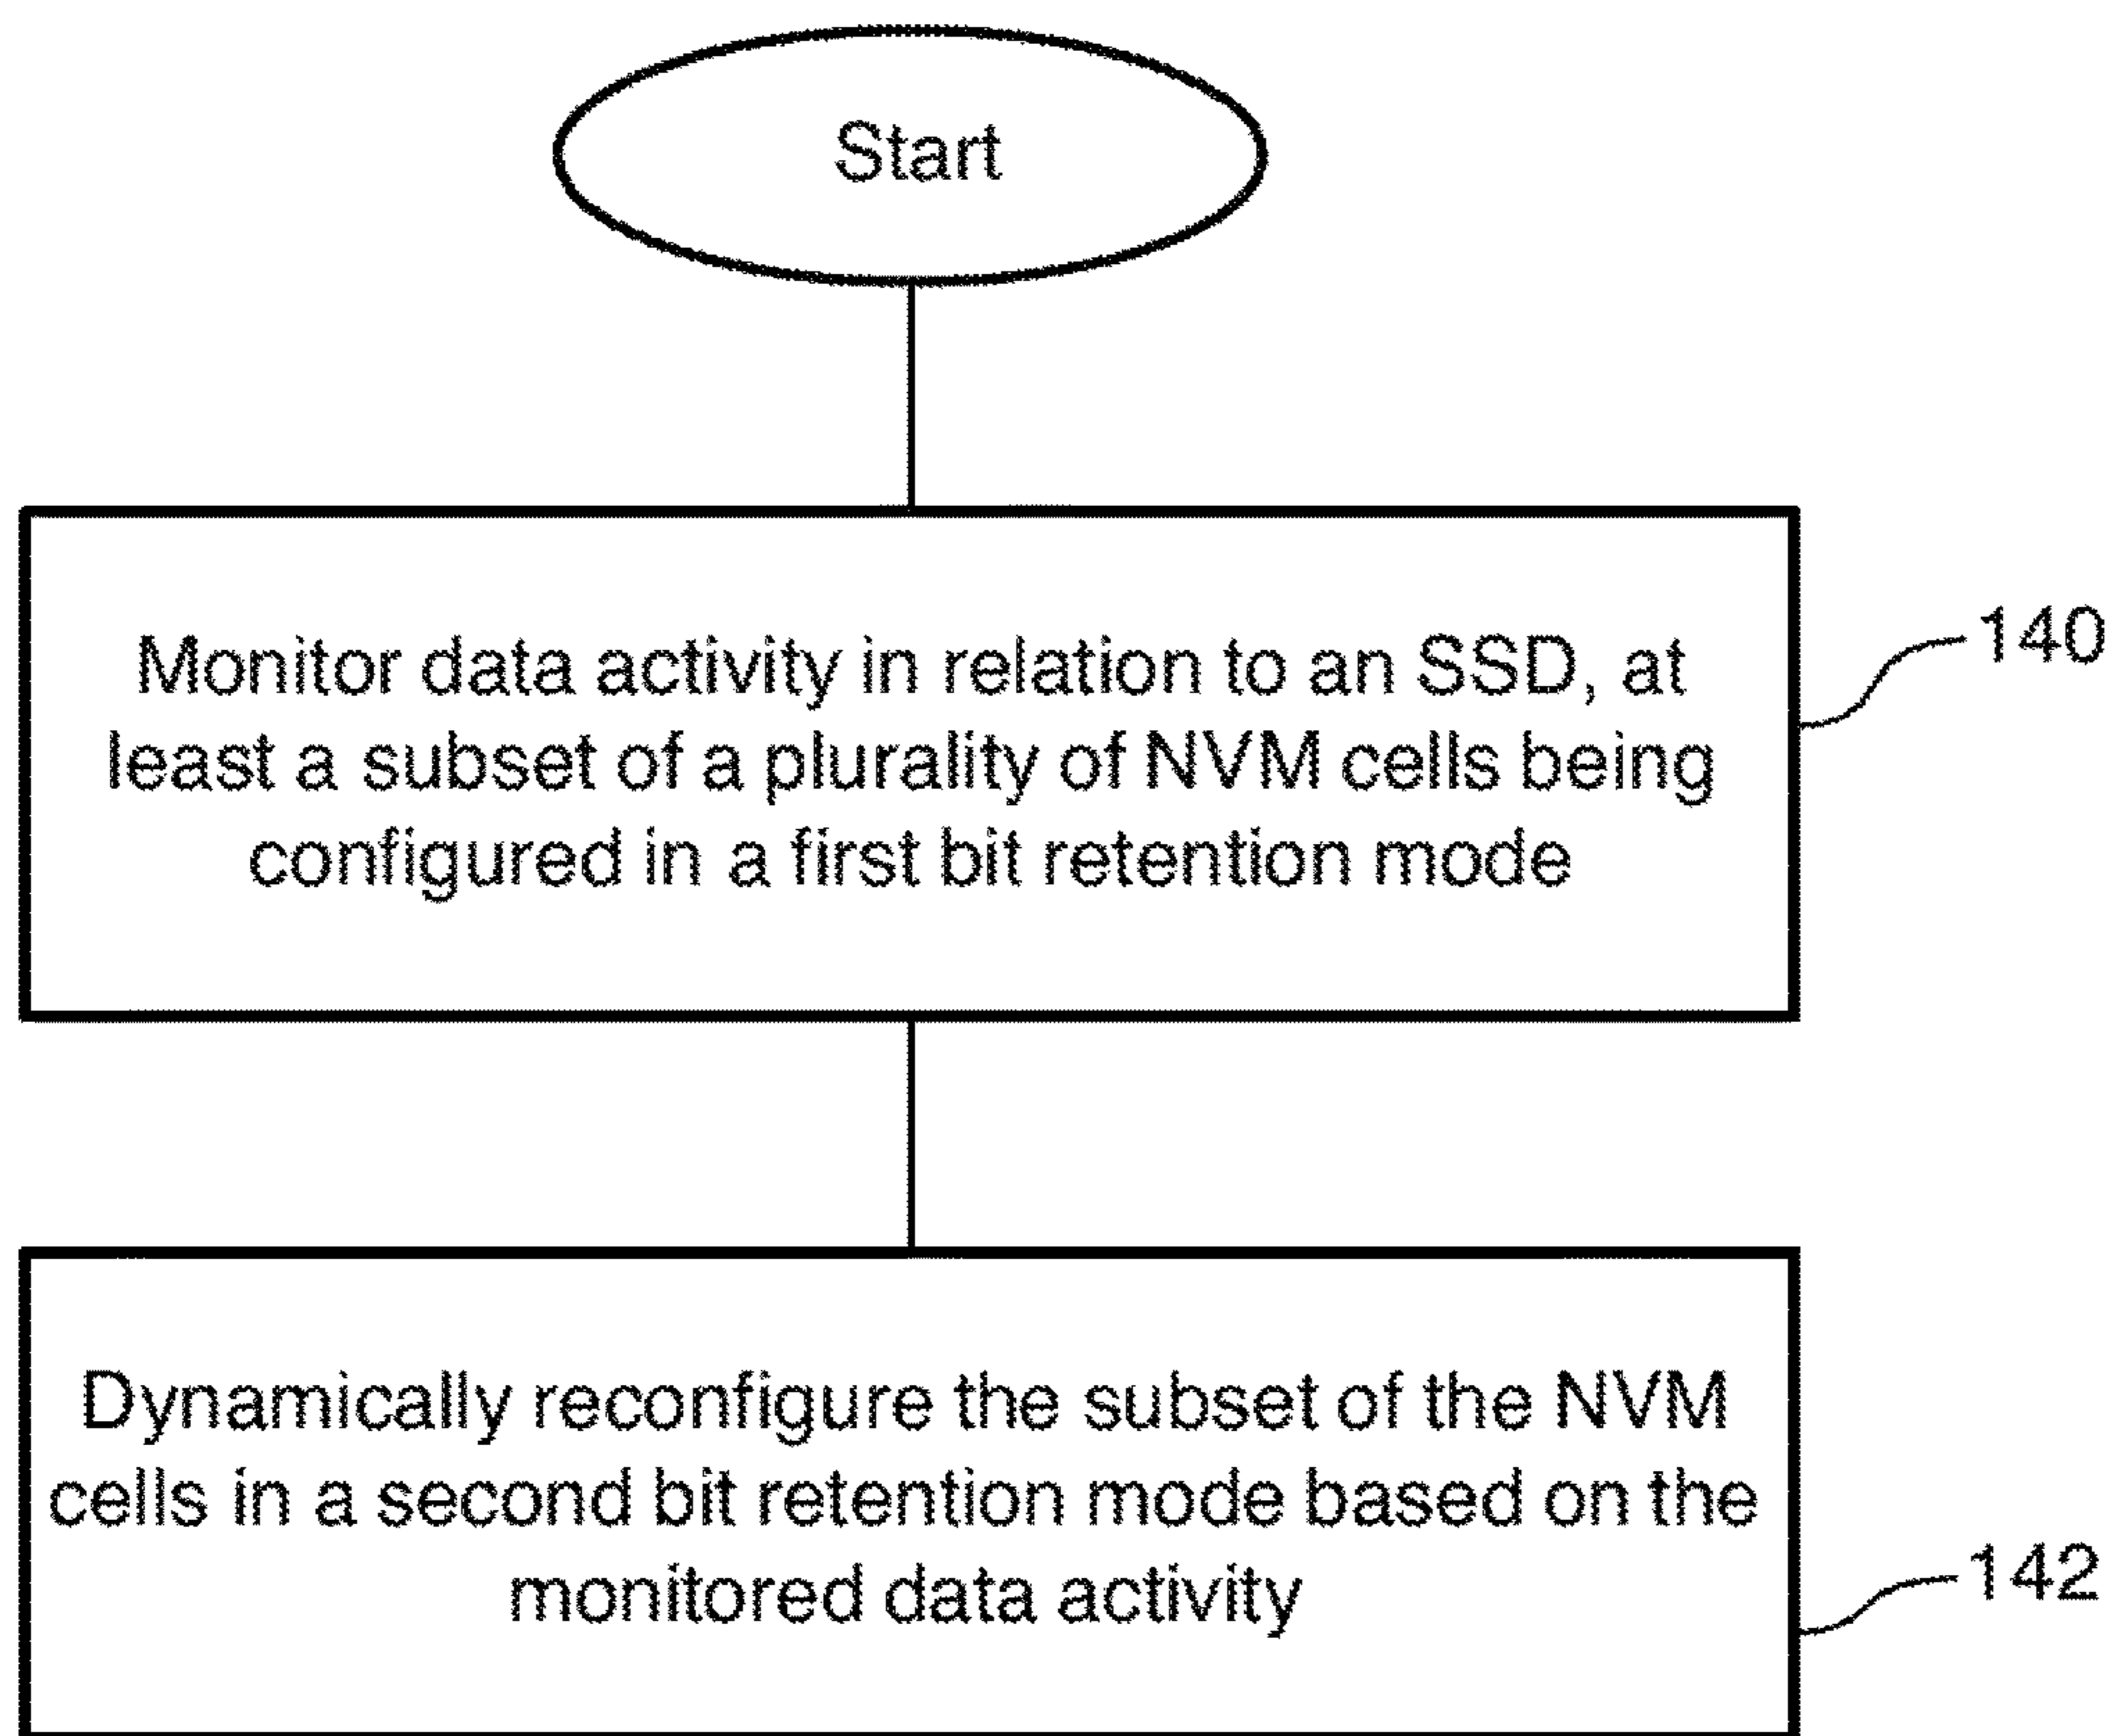 Start
Monitor data activity in relation to an SSD, at
least a subset of a plurality of NVM cells being
configured in a first bit retention mode
140
Dynamically reconfigure the subset of the NVM
cells in a second bit retention mode based on the
monitored data activity
142